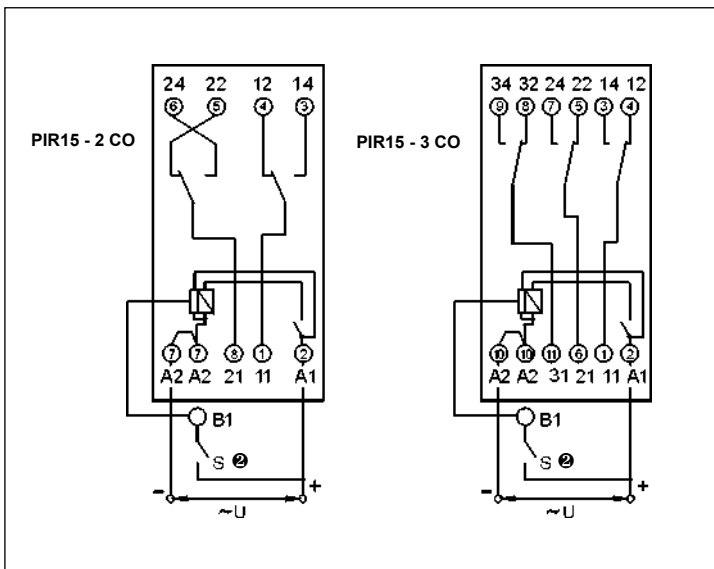 24 22 12 14
6 5 4 3
PIR15 - 2 CO
7 7 8 1 2
A2 A2 21 11 A1
B1
S ❷
- +
~U
34 32 24 22 14 12
9 8 7 5 3 4
PIR15 - 3 CO
10 10 11 6 1 2
A2 A2 31 21 11 A1
B1
S ❷
- +
~U